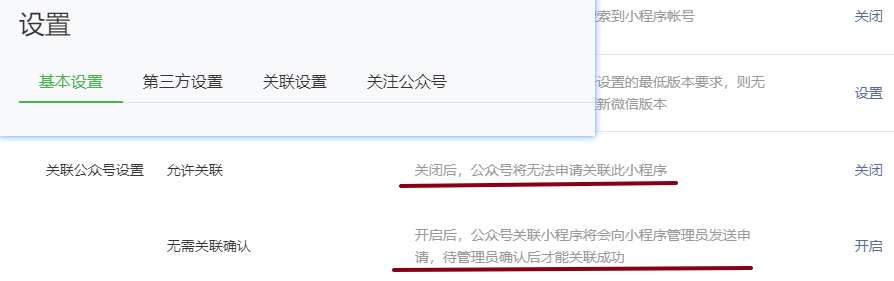 设置
基本设置 第三方设置 关联设置 关注公众号
索到小程序帐号 关闭
设置的最低版本要求，则无
新微信版本 设置
关联公众号设置 允许关联 关闭后，公众号将无法申请关联此小程序 关闭
无需关联确认 开启后，公众号关联小程序将会向小程序管理员发送申
请，待管理员确认后才能关联成功 开启